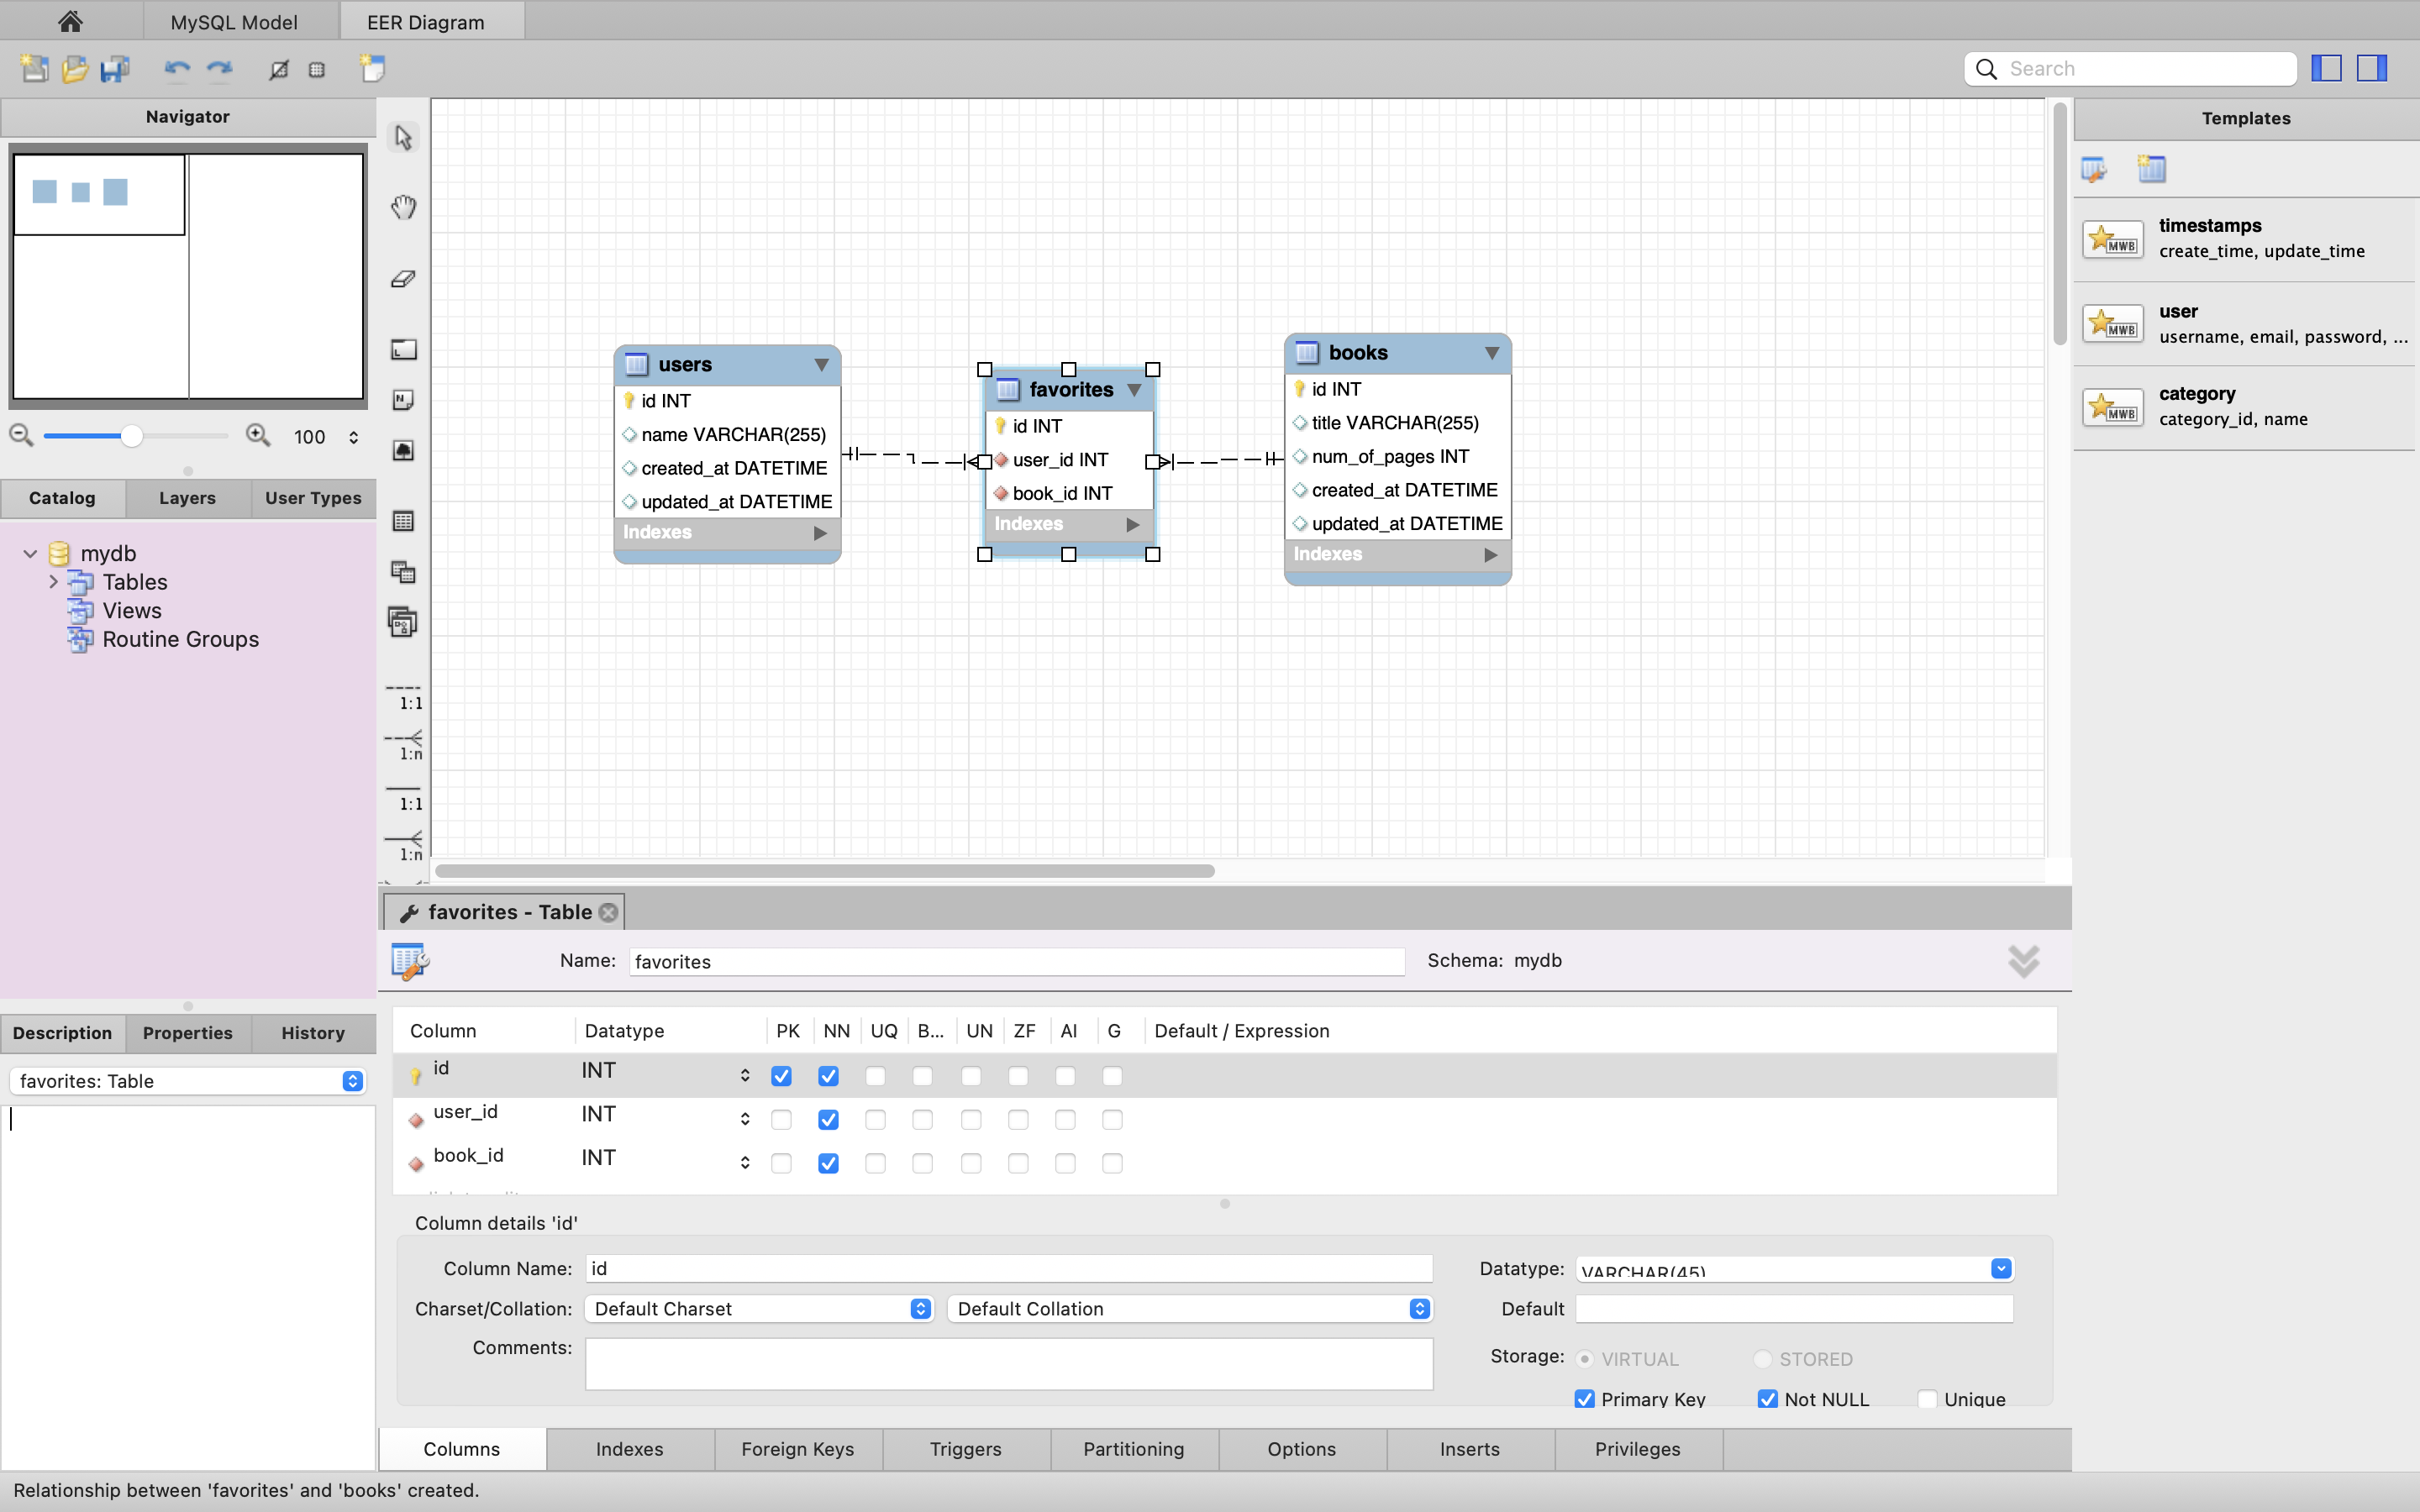 MySQL Model
EER Diagram
Search
Navigator
100
Catalog
Layers
User Types
mydb
Tables
Views
Routine Groups
Description
Properties
History
favorites: Table
1:1
1:n
1:1
1:n
users
id INT
name VARCHAR(255)
created_at DATETIME
updated_at DATETIME
Indexes
favorites
id INT
user_id INT
book_id INT
Indexes
books
id INT
title VARCHAR(255)
num_of_pages INT
created_at DATETIME
updated_at DATETIME
Indexes
Templates
MWB
timestamps
create_time, update_time
MWB
user
username, email, password, ...
MWB
category
category_id, name
favorites - Table
Name: favorites
Schema: mydb
Column Datatype PK NN UQ B... UN ZF AI G Default / Expression
id INT
user_id INT
book_id INT
Column details 'id'
Column Name: id
Datatype: VARCHAR(45)
Charset/Collation: Default Charset Default Collation
Default
Comments:
Storage: VIRTUAL STORED
Primary Key Not NULL Unique
Columns
Indexes
Foreign Keys
Triggers
Partitioning
Options
Inserts
Privileges
Relationship between 'favorites' and 'books' created.